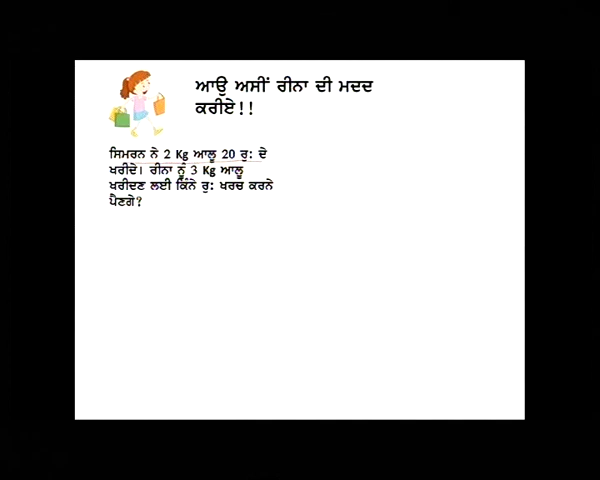 ਆਉ ਅਸੀਂ ਰੀਨਾ ਦੀ ਮਦਦ
ਕਰੀਏ!!
ਸਿਮਰਨ ਨੇ 2 Kg ਆਲੂ 20 ਰੁ: ਦੇ
ਖਰੀਦੇ। ਰੀਨਾ ਨੂੰ 3 Kg ਆਲੂ
ਖਰੀਦਣ ਲਈ ਕਿੰਨੇ ਰੁ: ਖਰਚ ਕਰਨੇ
ਪੈਣਗੇ?